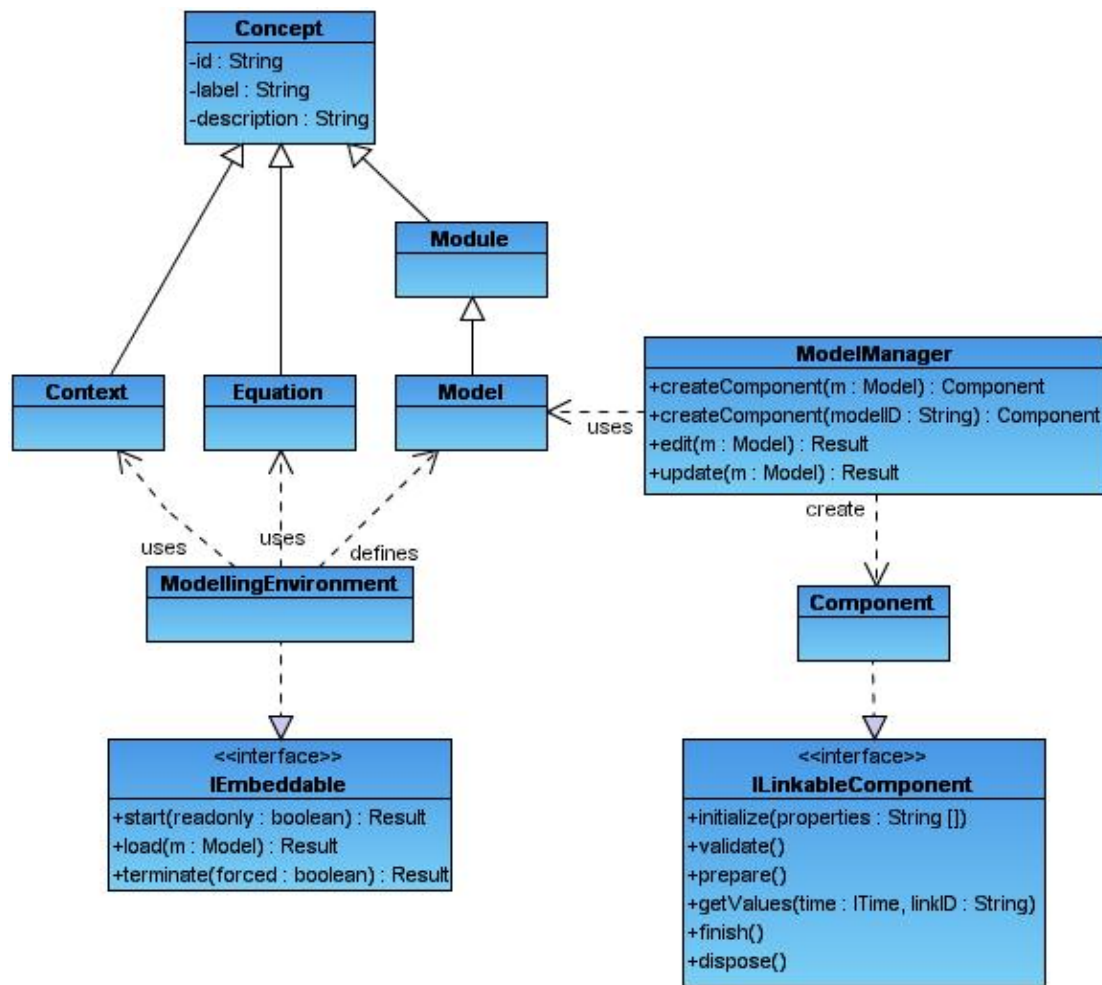 Concept
-id : String
-label : String
-description : String
Module
Context
Equation
Model
ModelManager
+createComponent(m : Model) : Component
+createComponent(modelID : String) : Component
+edit(m : Model) : Result
+update(m : Model) : Result
uses
create
uses
uses
defines
ModellingEnvironment
Component
<<interface>>
IEmbeddable
+start(readonly : boolean) : Result
+load(m : Model) : Result
+terminate(forced : boolean) : Result
<<interface>>
ILinkableComponent
+initialize(properties : String [])
+validate()
+prepare()
+getValues(time : ITime, linkID : String)
+finish()
+dispose()